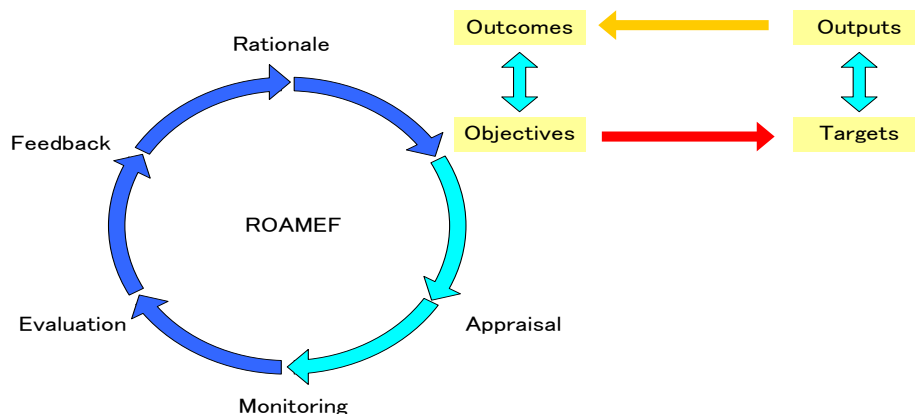 Outcomes
Outputs
Rationale
Objectives
Targets
Feedback
ROAMEF
Evaluation
Appraisal
Monitoring